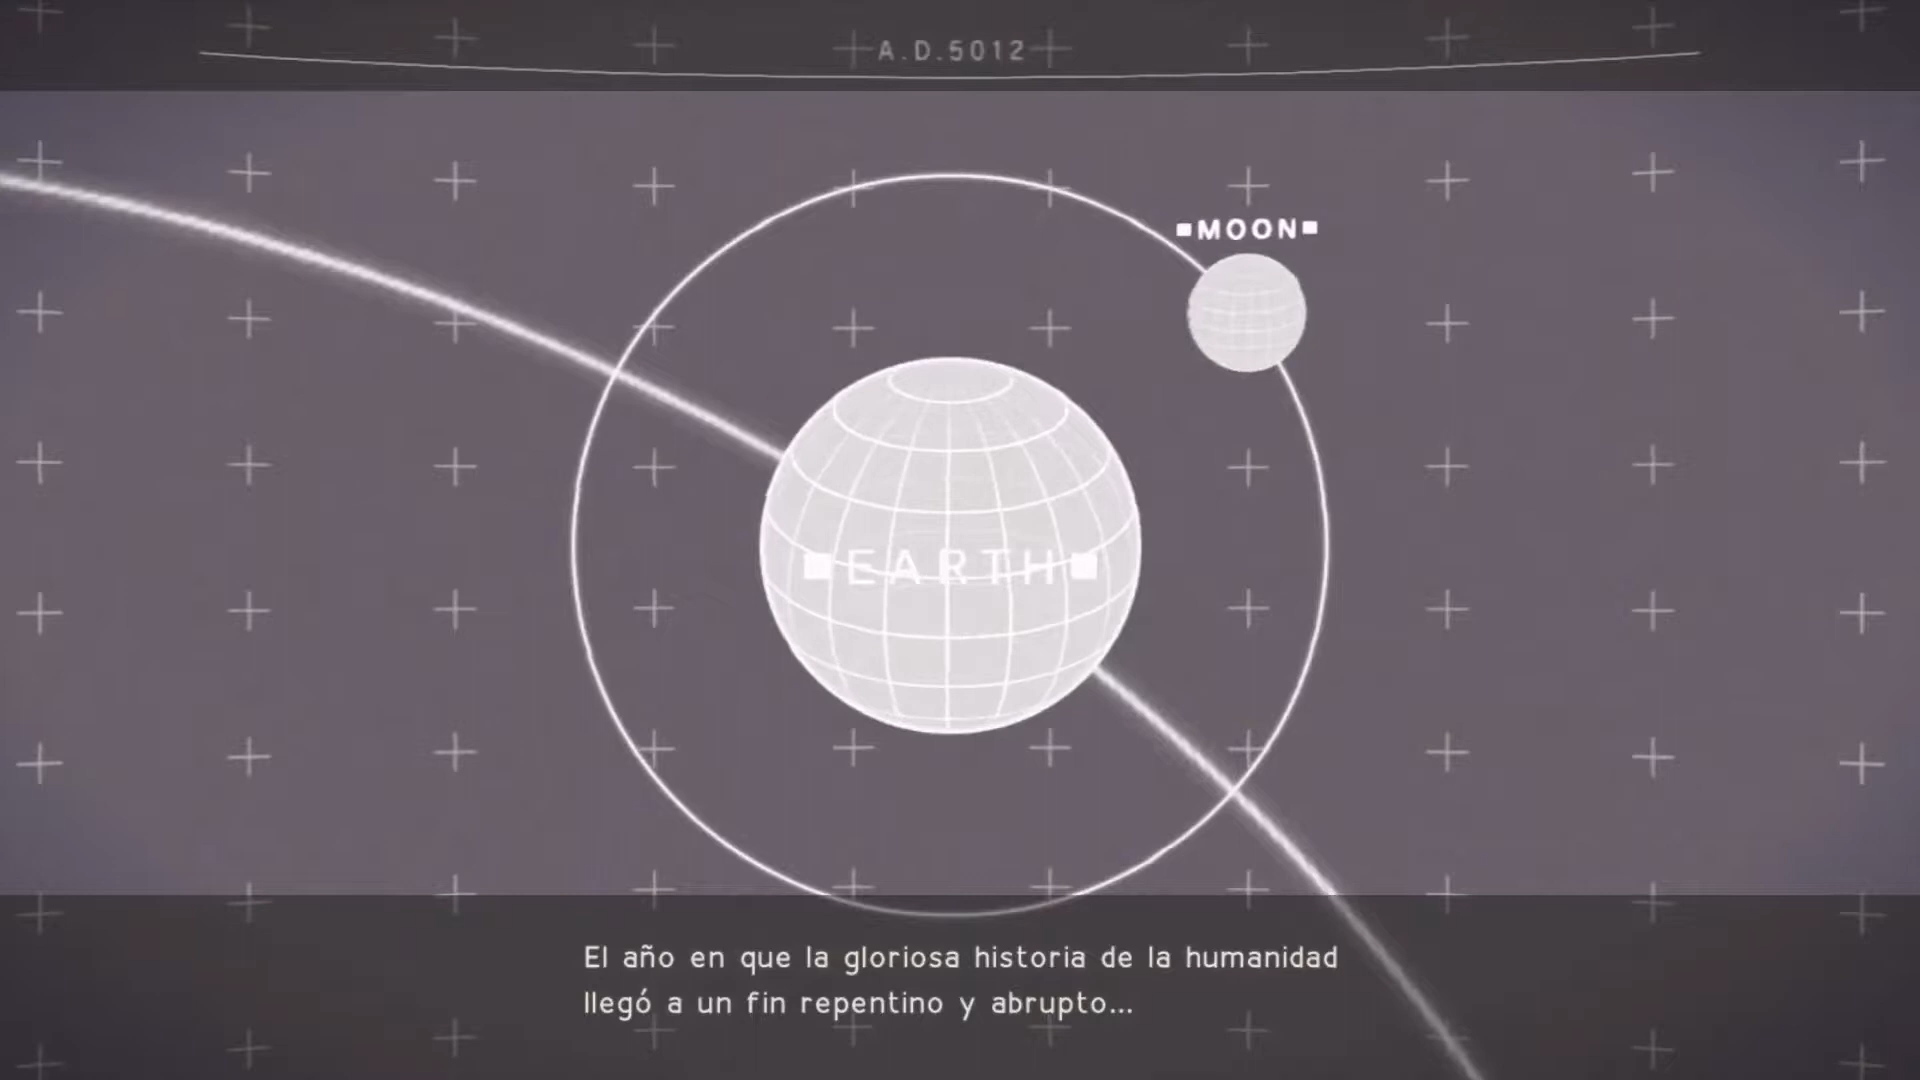 A.D.5012
MOON
EARTH
El año en que la gloriosa historia de la humanidad
llegó a un fin repentino y abrupto...